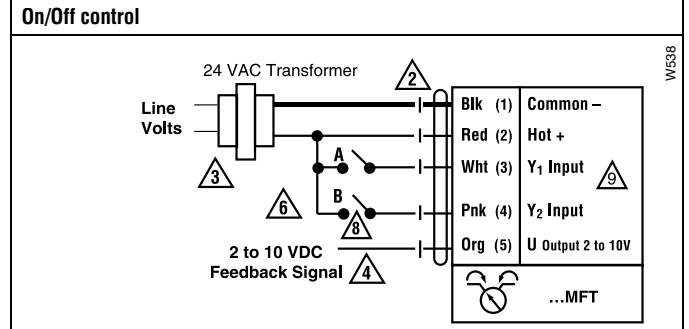 On/Off control
W538
24 VAC Transformer
2
Line
Volts
3
Blk (1) Common –
Red (2) Hot +
A
Wht (3) Y1 Input
9
6
B
8
Pnk (4) Y2 Input
2 to 10 VDC
Feedback Signal
4
Org (5) U Output 2 to 10V
...MFT